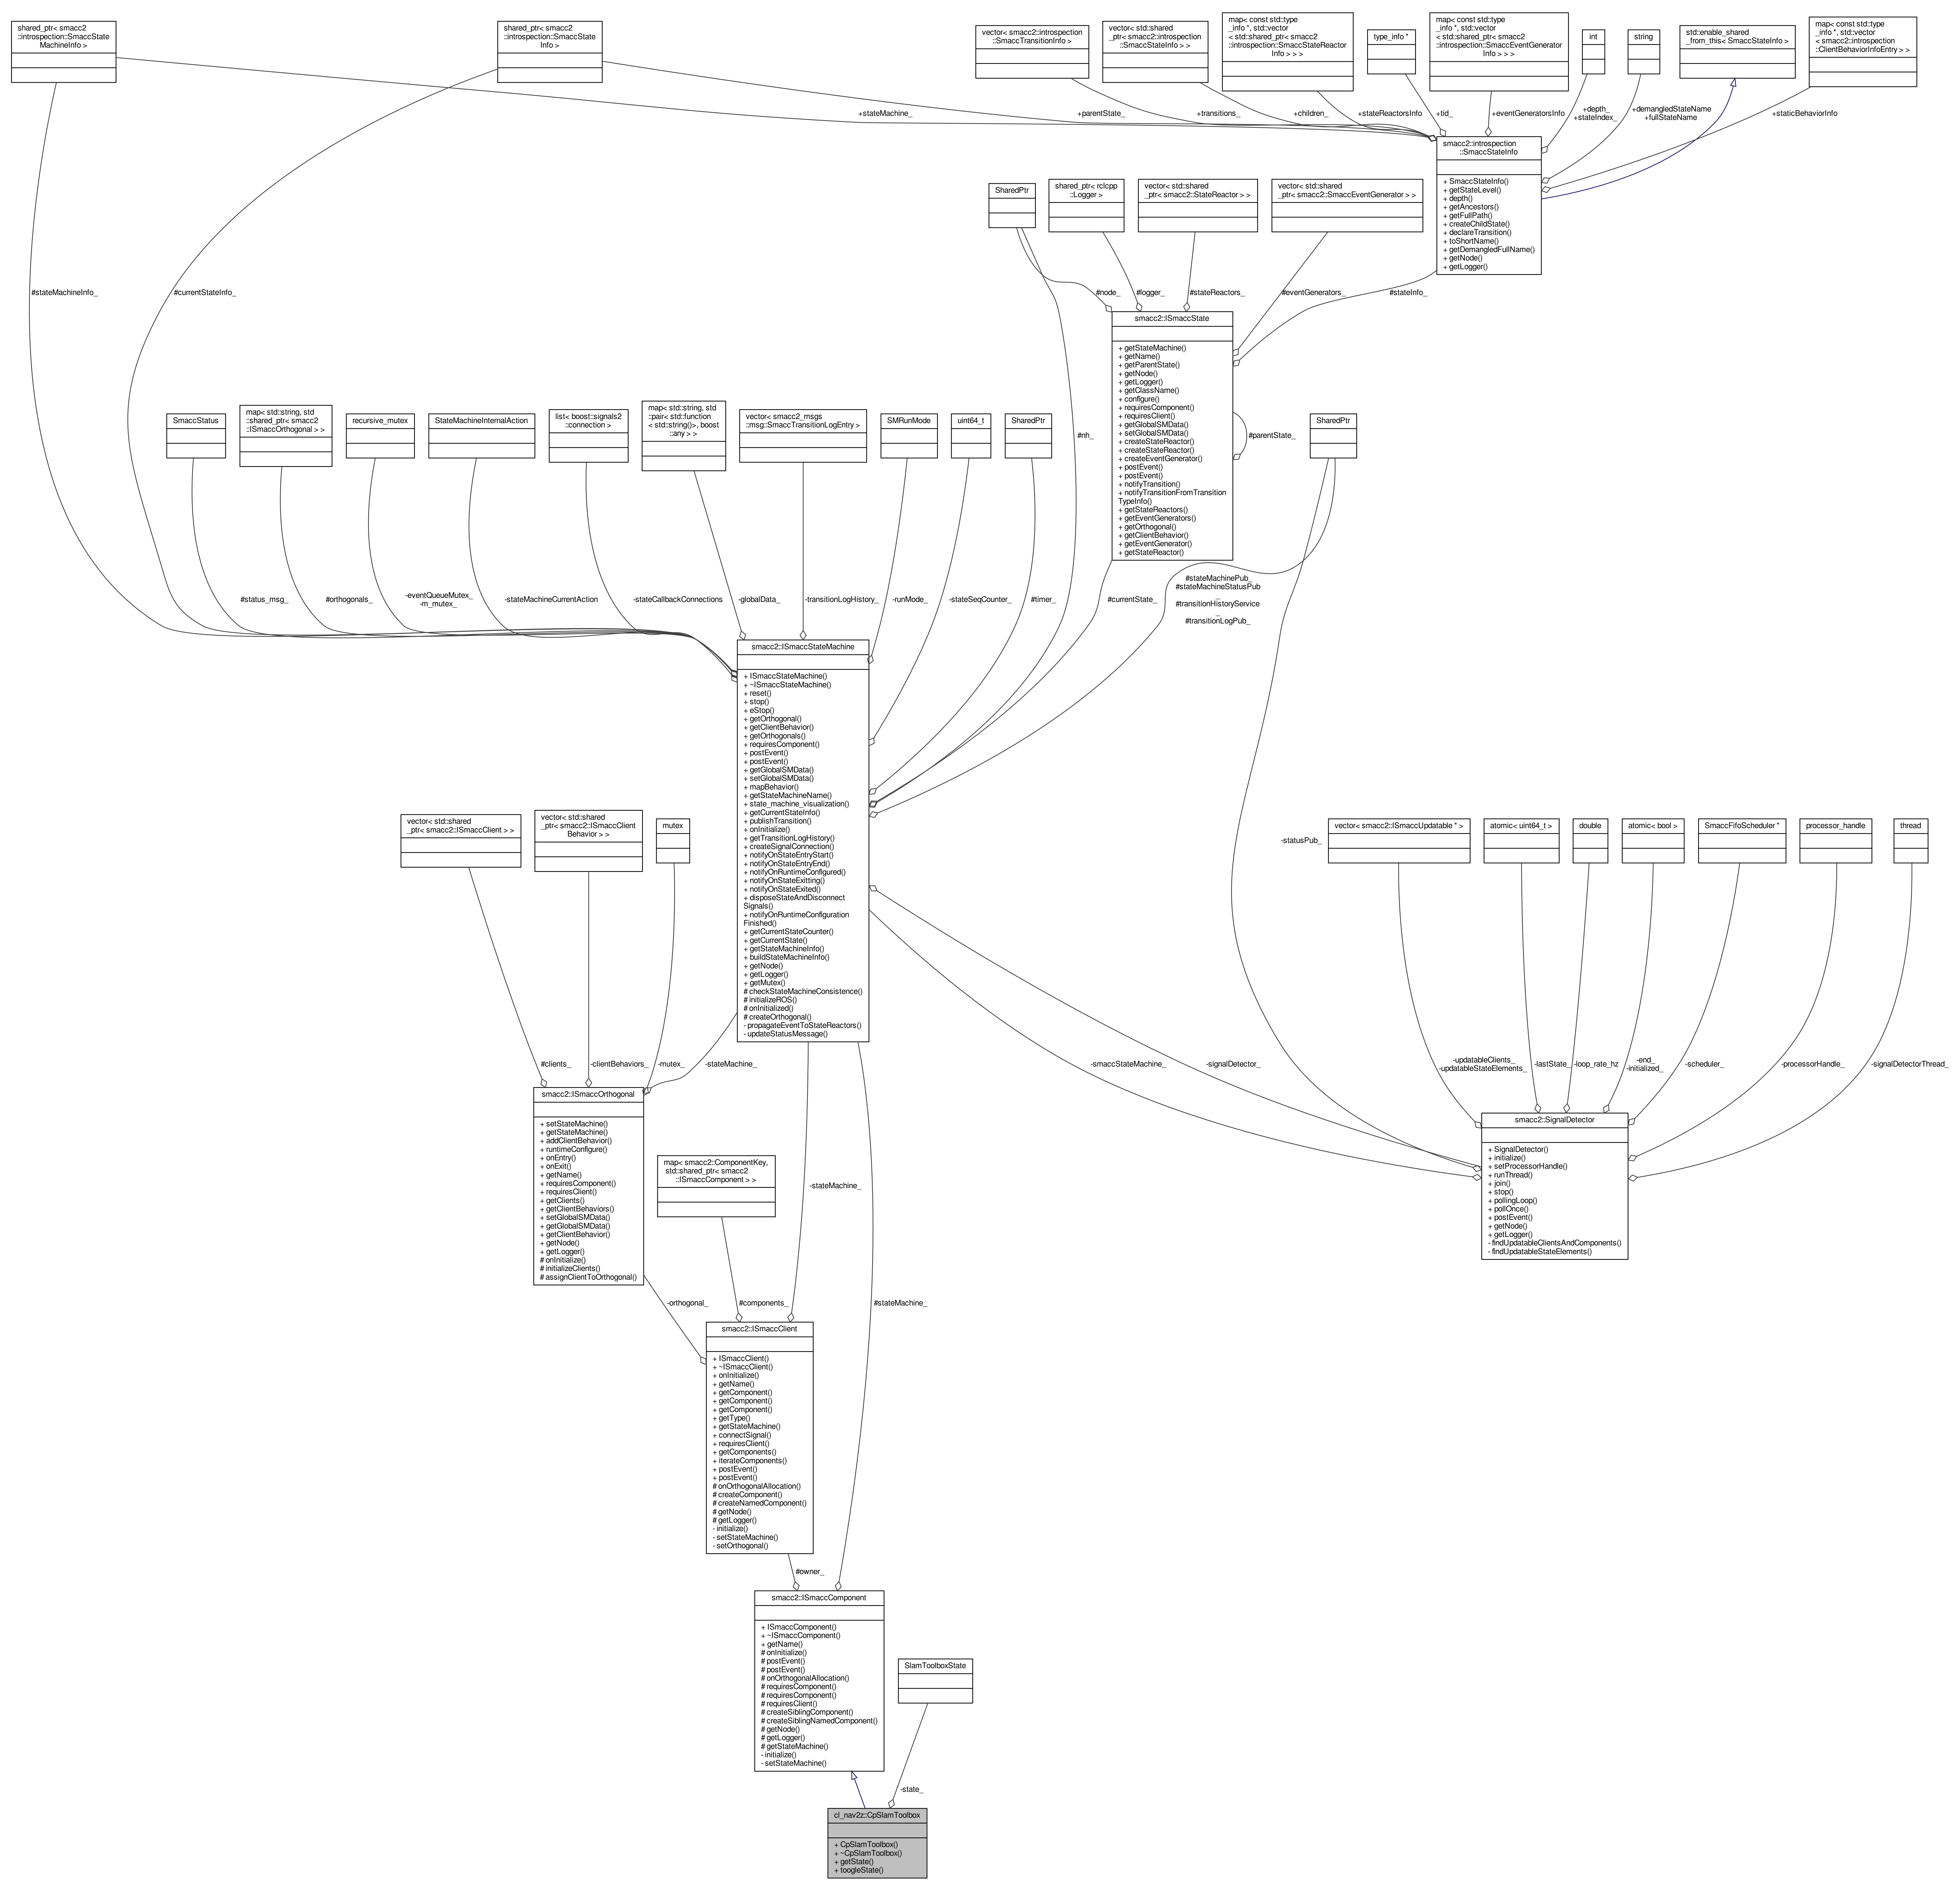 shared_ptr< smacc2
::introspection::SmaccState
MachineInfo >
shared_ptr< smacc2
::introspection::SmaccState
Info >
vector< smacc2::introspection
::SmaccTransitionInfo >
vector< std::shared
_ptr< smacc2::introspection
::SmaccStateInfo > >
map< const std::type
_info *, std::vector
< std::shared_ptr< smacc2
::introspection::SmaccStateReactor
Info > > >
type_info *
map< const std::type
_info *, std::vector
< std::shared_ptr< smacc2
::introspection::SmaccEventGenerator
Info > > >
int
string
std::enable_shared
_from_this< SmaccStateInfo >
map< const std::type
_info *, std::vector
< smacc2::introspection
::ClientBehaviorInfoEntry > >
+stateMachine_
+parentState_
+transitions_
+children_
+stateReactorsInfo
+tid_
+eventGeneratorsInfo
+depth_
+stateIndex_
+demangledStateName
+fullStateName
+staticBehaviorInfo
smacc2::introspection
::SmaccStateInfo
+ SmaccStateInfo()
+ getStateLevel()
+ depth()
+ getAncestors()
+ getFullPath()
+ createChildState()
+ declareTransition()
+ toShortName()
+ getDemangledFullName()
+ getNode()
+ getLogger()
SharedPtr
shared_ptr< rclcpp
::Logger >
vector< std::shared
_ptr< smacc2::StateReactor > >
vector< std::shared
_ptr< smacc2::SmaccEventGenerator > >
#stateMachineInfo_
#currentStateInfo_
#node_
#logger_
#stateReactors_
#eventGenerators_
#stateInfo_
smacc2::ISmaccState
+ getStateMachine()
+ getName()
+ getParentState()
+ getNode()
+ getLogger()
+ getClassName()
+ configure()
+ requiresComponent()
+ requiresClient()
+ getGlobalSMData()
+ setGlobalSMData()
+ createStateReactor()
+ createStateReactor()
+ createEventGenerator()
+ postEvent()
+ postEvent()
+ notifyTransition()
+ notifyTransitionFromTransition
TypeInfo()
+ getStateReactors()
+ getEventGenerators()
+ getOrthogonal()
+ getClientBehavior()
+ getEventGenerator()
+ getStateReactor()
#parentState_
#nh_
SmaccStatus
map< std::string, std
::shared_ptr< smacc2
::ISmaccOrthogonal > >
recursive_mutex
StateMachineInternalAction
list< boost::signals2
::connection >
map< std::string, std
::pair< std::function
< std::string()>, boost
::any > >
vector< smacc2_msgs
::msg::SmaccTransitionLogEntry >
SMRunMode
uint64_t
SharedPtr
SharedPtr
#status_msg_
#orthogonals_
-eventQueueMutex_
-m_mutex_
-stateMachineCurrentAction
-stateCallbackConnections
-globalData_
-transitionLogHistory_
-runMode_
-stateSeqCounter_
#timer_
#currentState_
#stateMachinePub_
#stateMachineStatusPub
_
#transitionHistoryService
_
#transitionLogPub_
smacc2::ISmaccStateMachine
+ ISmaccStateMachine()
+ ~ISmaccStateMachine()
+ reset()
+ stop()
+ eStop()
+ getOrthogonal()
+ getClientBehavior()
+ getOrthogonals()
+ requiresComponent()
+ postEvent()
+ postEvent()
+ getGlobalSMData()
+ setGlobalSMData()
+ mapBehavior()
+ getStateMachineName()
+ state_machine_visualization()
+ getCurrentStateInfo()
+ publishTransition()
+ onInitialize()
+ getTransitionLogHistory()
+ createSignalConnection()
+ notifyOnStateEntryStart()
+ notifyOnStateEntryEnd()
+ notifyOnRuntimeConfigured()
+ notifyOnStateExitting()
+ notifyOnStateExited()
+ disposeStateAndDisconnect
Signals()
+ notifyOnRuntimeConfiguration
Finished()
+ getCurrentStateCounter()
+ getCurrentState()
+ getStateMachineInfo()
+ buildStateMachineInfo()
+ getNode()
+ getLogger()
+ getMutex()
# checkStateMachineConsistence()
# initializeROS()
# onInitialized()
# createOrthogonal()
- propagateEventToStateReactors()
- updateStatusMessage()
vector< std::shared
_ptr< smacc2::ISmaccClient > >
vector< std::shared
_ptr< smacc2::ISmaccClient
Behavior > >
mutex
-statusPub_
vector< smacc2::ISmaccUpdatable * >
atomic< uint64_t >
double
atomic< bool >
SmaccFifoScheduler *
processor_handle
thread
#clients_
-clientBehaviors_
-mutex_
-stateMachine_
-smaccStateMachine_
-signalDetector_
-updatableClients_
-updatableStateElements_
-lastState_
-loop_rate_hz
-end_
-initialized_
-scheduler_
-processorHandle_
-signalDetectorThread_
smacc2::ISmaccOrthogonal
+ setStateMachine()
+ getStateMachine()
+ addClientBehavior()
+ runtimeConfigure()
+ onEntry()
+ onExit()
+ getName()
+ requiresComponent()
+ requiresClient()
+ getClients()
+ getClientBehaviors()
+ setGlobalSMData()
+ getGlobalSMData()
+ getClientBehavior()
+ getNode()
+ getLogger()
# onInitialize()
# initializeClients()
# assignClientToOrthogonal()
smacc2::SignalDetector
+ SignalDetector()
+ initialize()
+ setProcessorHandle()
+ runThread()
+ join()
+ stop()
+ pollingLoop()
+ pollOnce()
+ postEvent()
+ getNode()
+ getLogger()
- findUpdatableClientsAndComponents()
- findUpdatableStateElements()
map< smacc2::ComponentKey,
std::shared_ptr< smacc2
::ISmaccComponent > >
-stateMachine_
-orthogonal_
#components_
#stateMachine_
smacc2::ISmaccClient
+ ISmaccClient()
+ ~ISmaccClient()
+ onInitialize()
+ getName()
+ getComponent()
+ getComponent()
+ getComponent()
+ getType()
+ getStateMachine()
+ connectSignal()
+ requiresClient()
+ getComponents()
+ iterateComponents()
+ postEvent()
+ postEvent()
# onOrthogonalAllocation()
# createComponent()
# createNamedComponent()
# getNode()
# getLogger()
- initialize()
- setStateMachine()
- setOrthogonal()
#owner_
smacc2::ISmaccComponent
+ ISmaccComponent()
+ ~ISmaccComponent()
+ getName()
# onInitialize()
# postEvent()
# postEvent()
# onOrthogonalAllocation()
# requiresComponent()
# requiresComponent()
# requiresClient()
# createSiblingComponent()
# createSiblingNamedComponent()
# getNode()
# getLogger()
# getStateMachine()
- initialize()
- setStateMachine()
SlamToolboxState
-state_
cl_nav2z::CpSlamToolbox
+ CpSlamToolbox()
+ ~CpSlamToolbox()
+ getState()
+ toogleState()